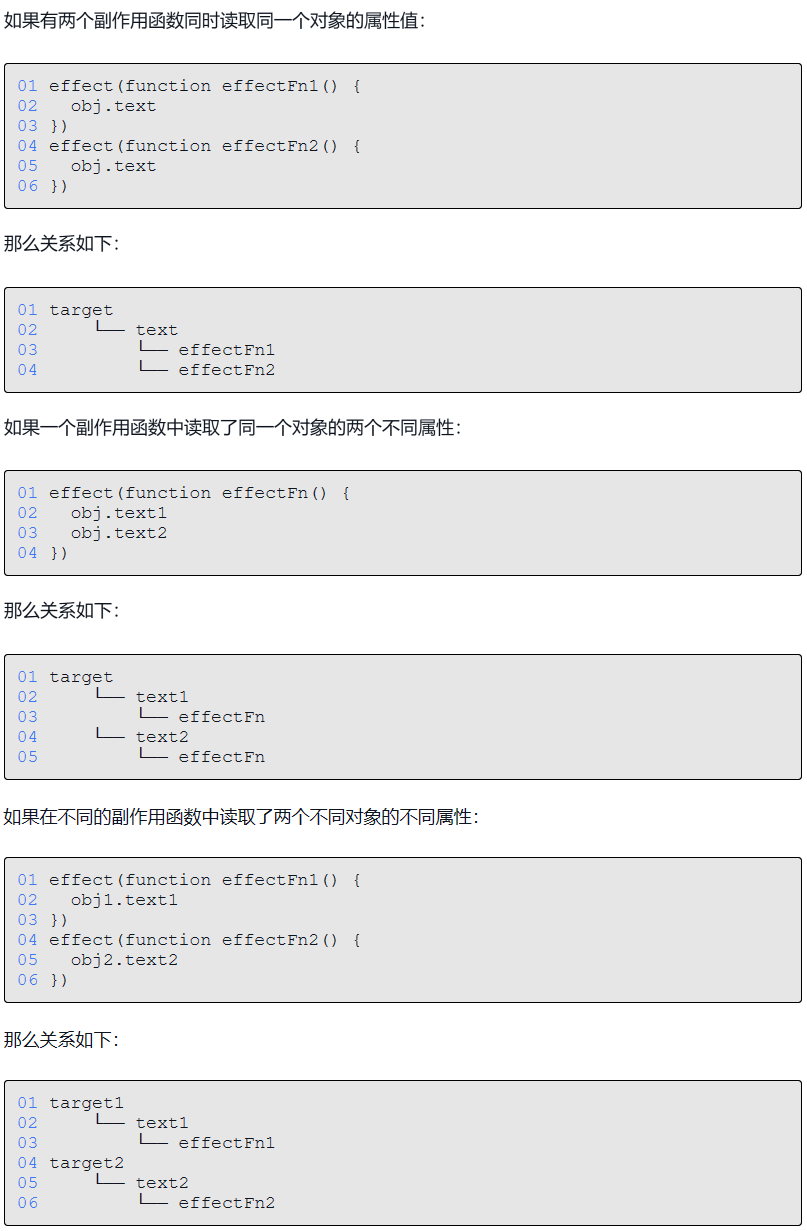 如果有两个副作用函数同时读取同一个对象的属性值：
01 effect(function effectFn1() {
02   obj.text
03 })
04 effect(function effectFn2() {
05   obj.text
06 })
那么关系如下：
01 target
02     └── text
03         └── effectFn1
04         └── effectFn2
如果一个副作用函数中读取了同一个对象的两个不同属性：
01 effect(function effectFn() {
02   obj.text1
03   obj.text2
04 })
那么关系如下：
01 target
02     └── text1
03         └── effectFn
04     └── text2
05         └── effectFn
如果在不同的副作用函数中读取了两个不同对象的不同属性：
01 effect(function effectFn1() {
02   obj1.text1
03 })
04 effect(function effectFn2() {
05   obj2.text2
06 })
那么关系如下：
01 target1
02     └── text1
03         └── effectFn1
04 target2
05     └── text2
06         └── effectFn2